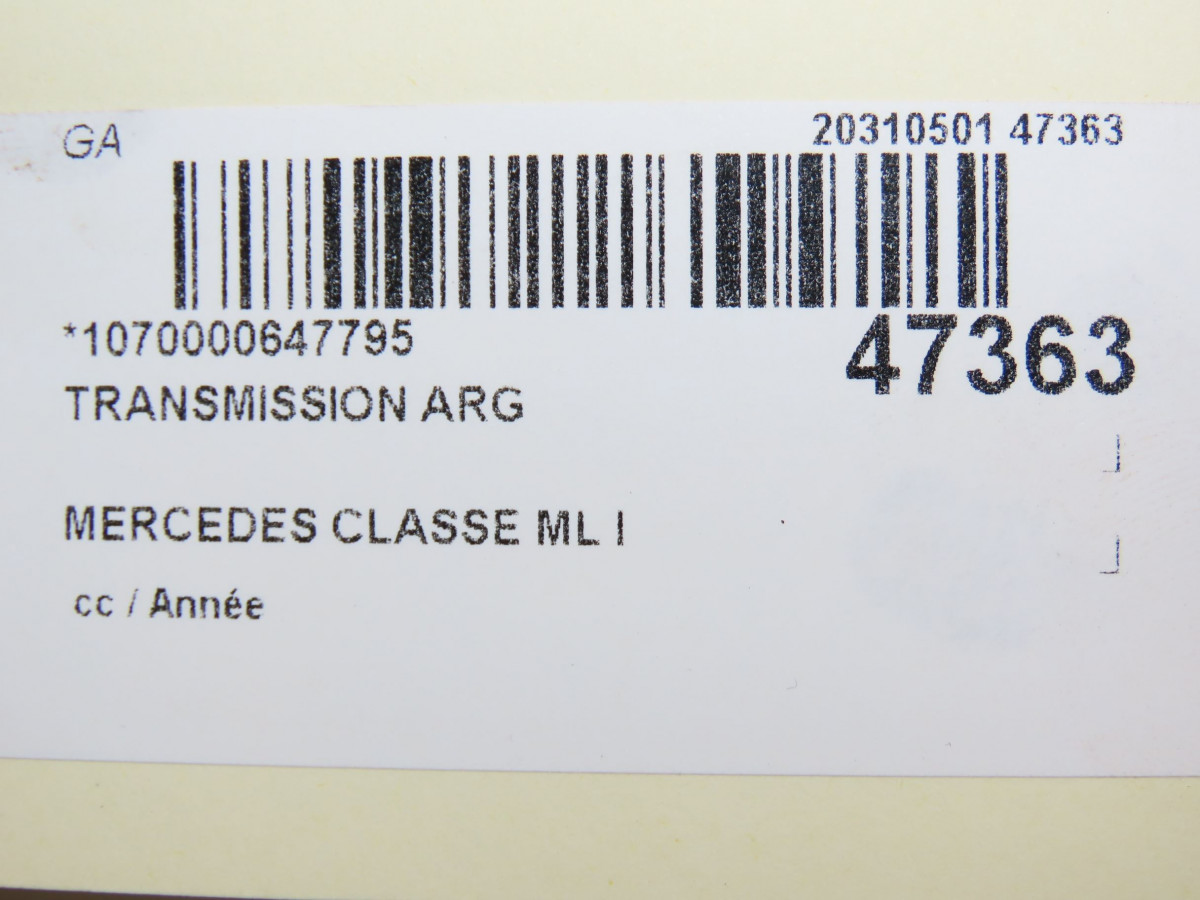 GA
20310501 47363
*1070000647795
47363
TRANSMISSION ARG
MERCEDES CLASSE ML I
cc / Année